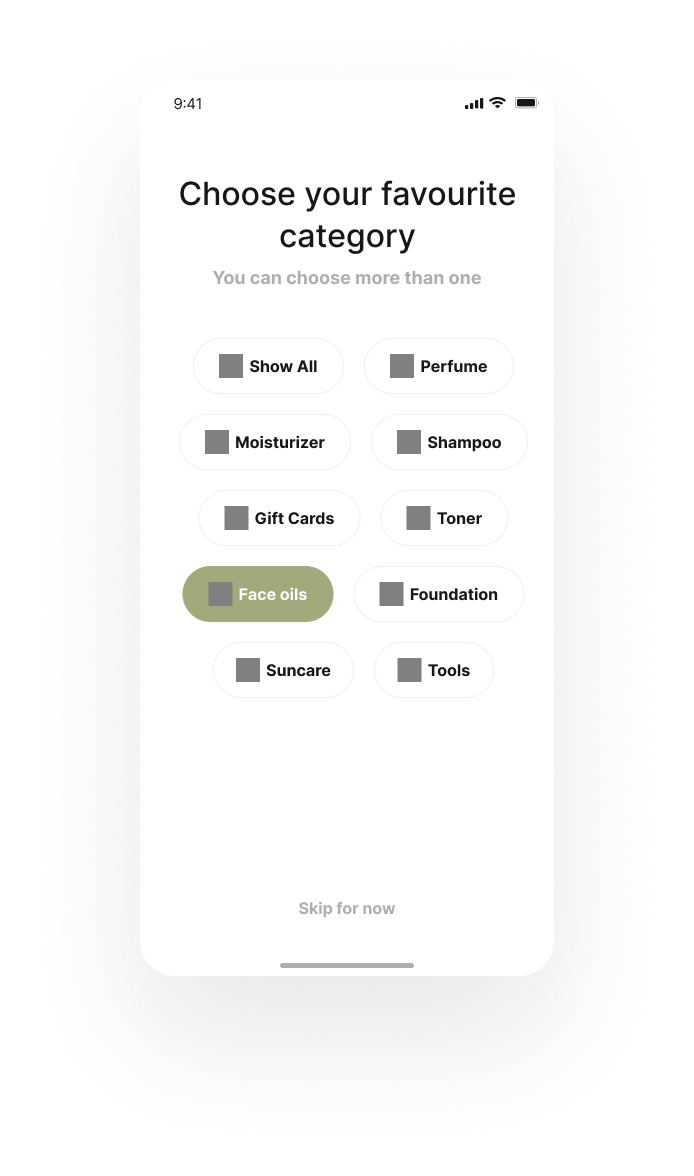 9:41
Choose your favourite
category
You can choose more than one
Show All
Perfume
Moisturizer
Shampoo
Gift Cards
Toner
Face oils
Foundation
Suncare
Tools
Skip for now